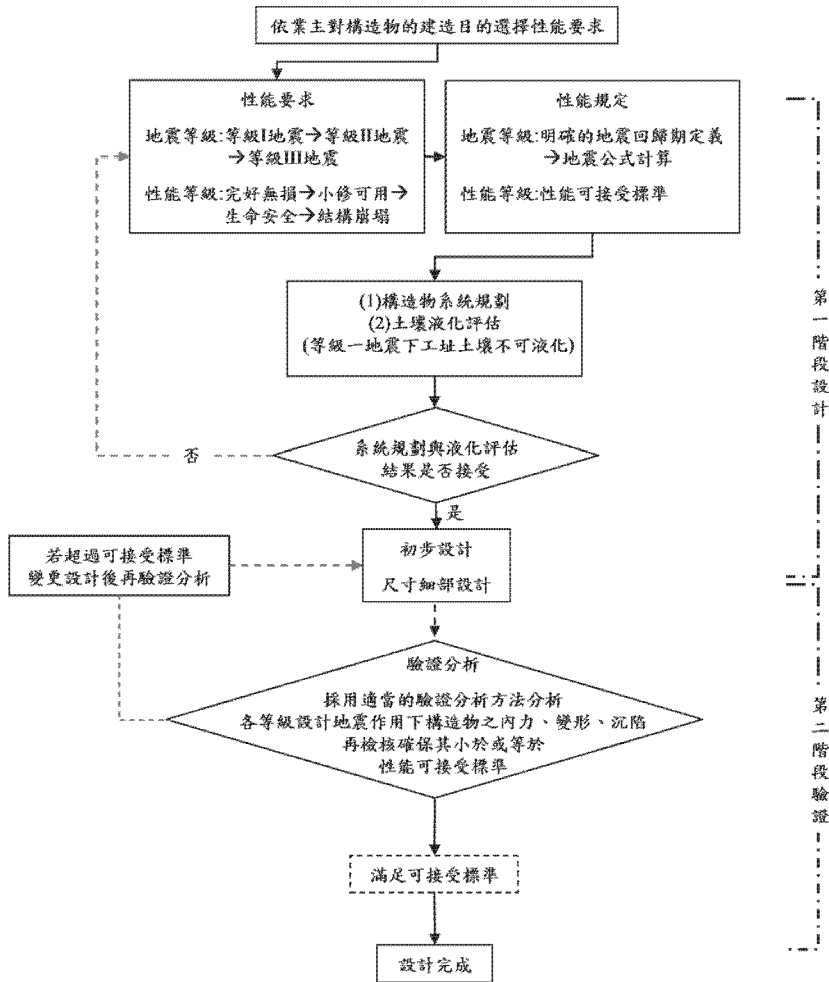 依業主對構造物的建造目的選擇性能要求
性能要求
地震等級:等級I地震→等級II地震
→等級III地震
性能等級:完好無損→小修可用→
生命安全→結構崩塌
性能規定
地震等級:明確的地震回歸期定義
→地震公式計算
性能等級:性能可接受標準
(1)構造物系統規劃
(2)土壤液化評估
(等級一地震下工址土壤不可液化)
系統規劃與液化評估
結果是否接受
否
是
初步設計
尺寸細部設計
若超過可接受標準
變更設計後再驗證分析
驗證分析
採用適當的驗證分析方法分析
各等級設計地震作用下構造物之內力、變形、沉陷
再檢核確保其小於或等於
性能可接受標準
滿足可接受標準
設計完成
第一階段設計
第二階段驗證